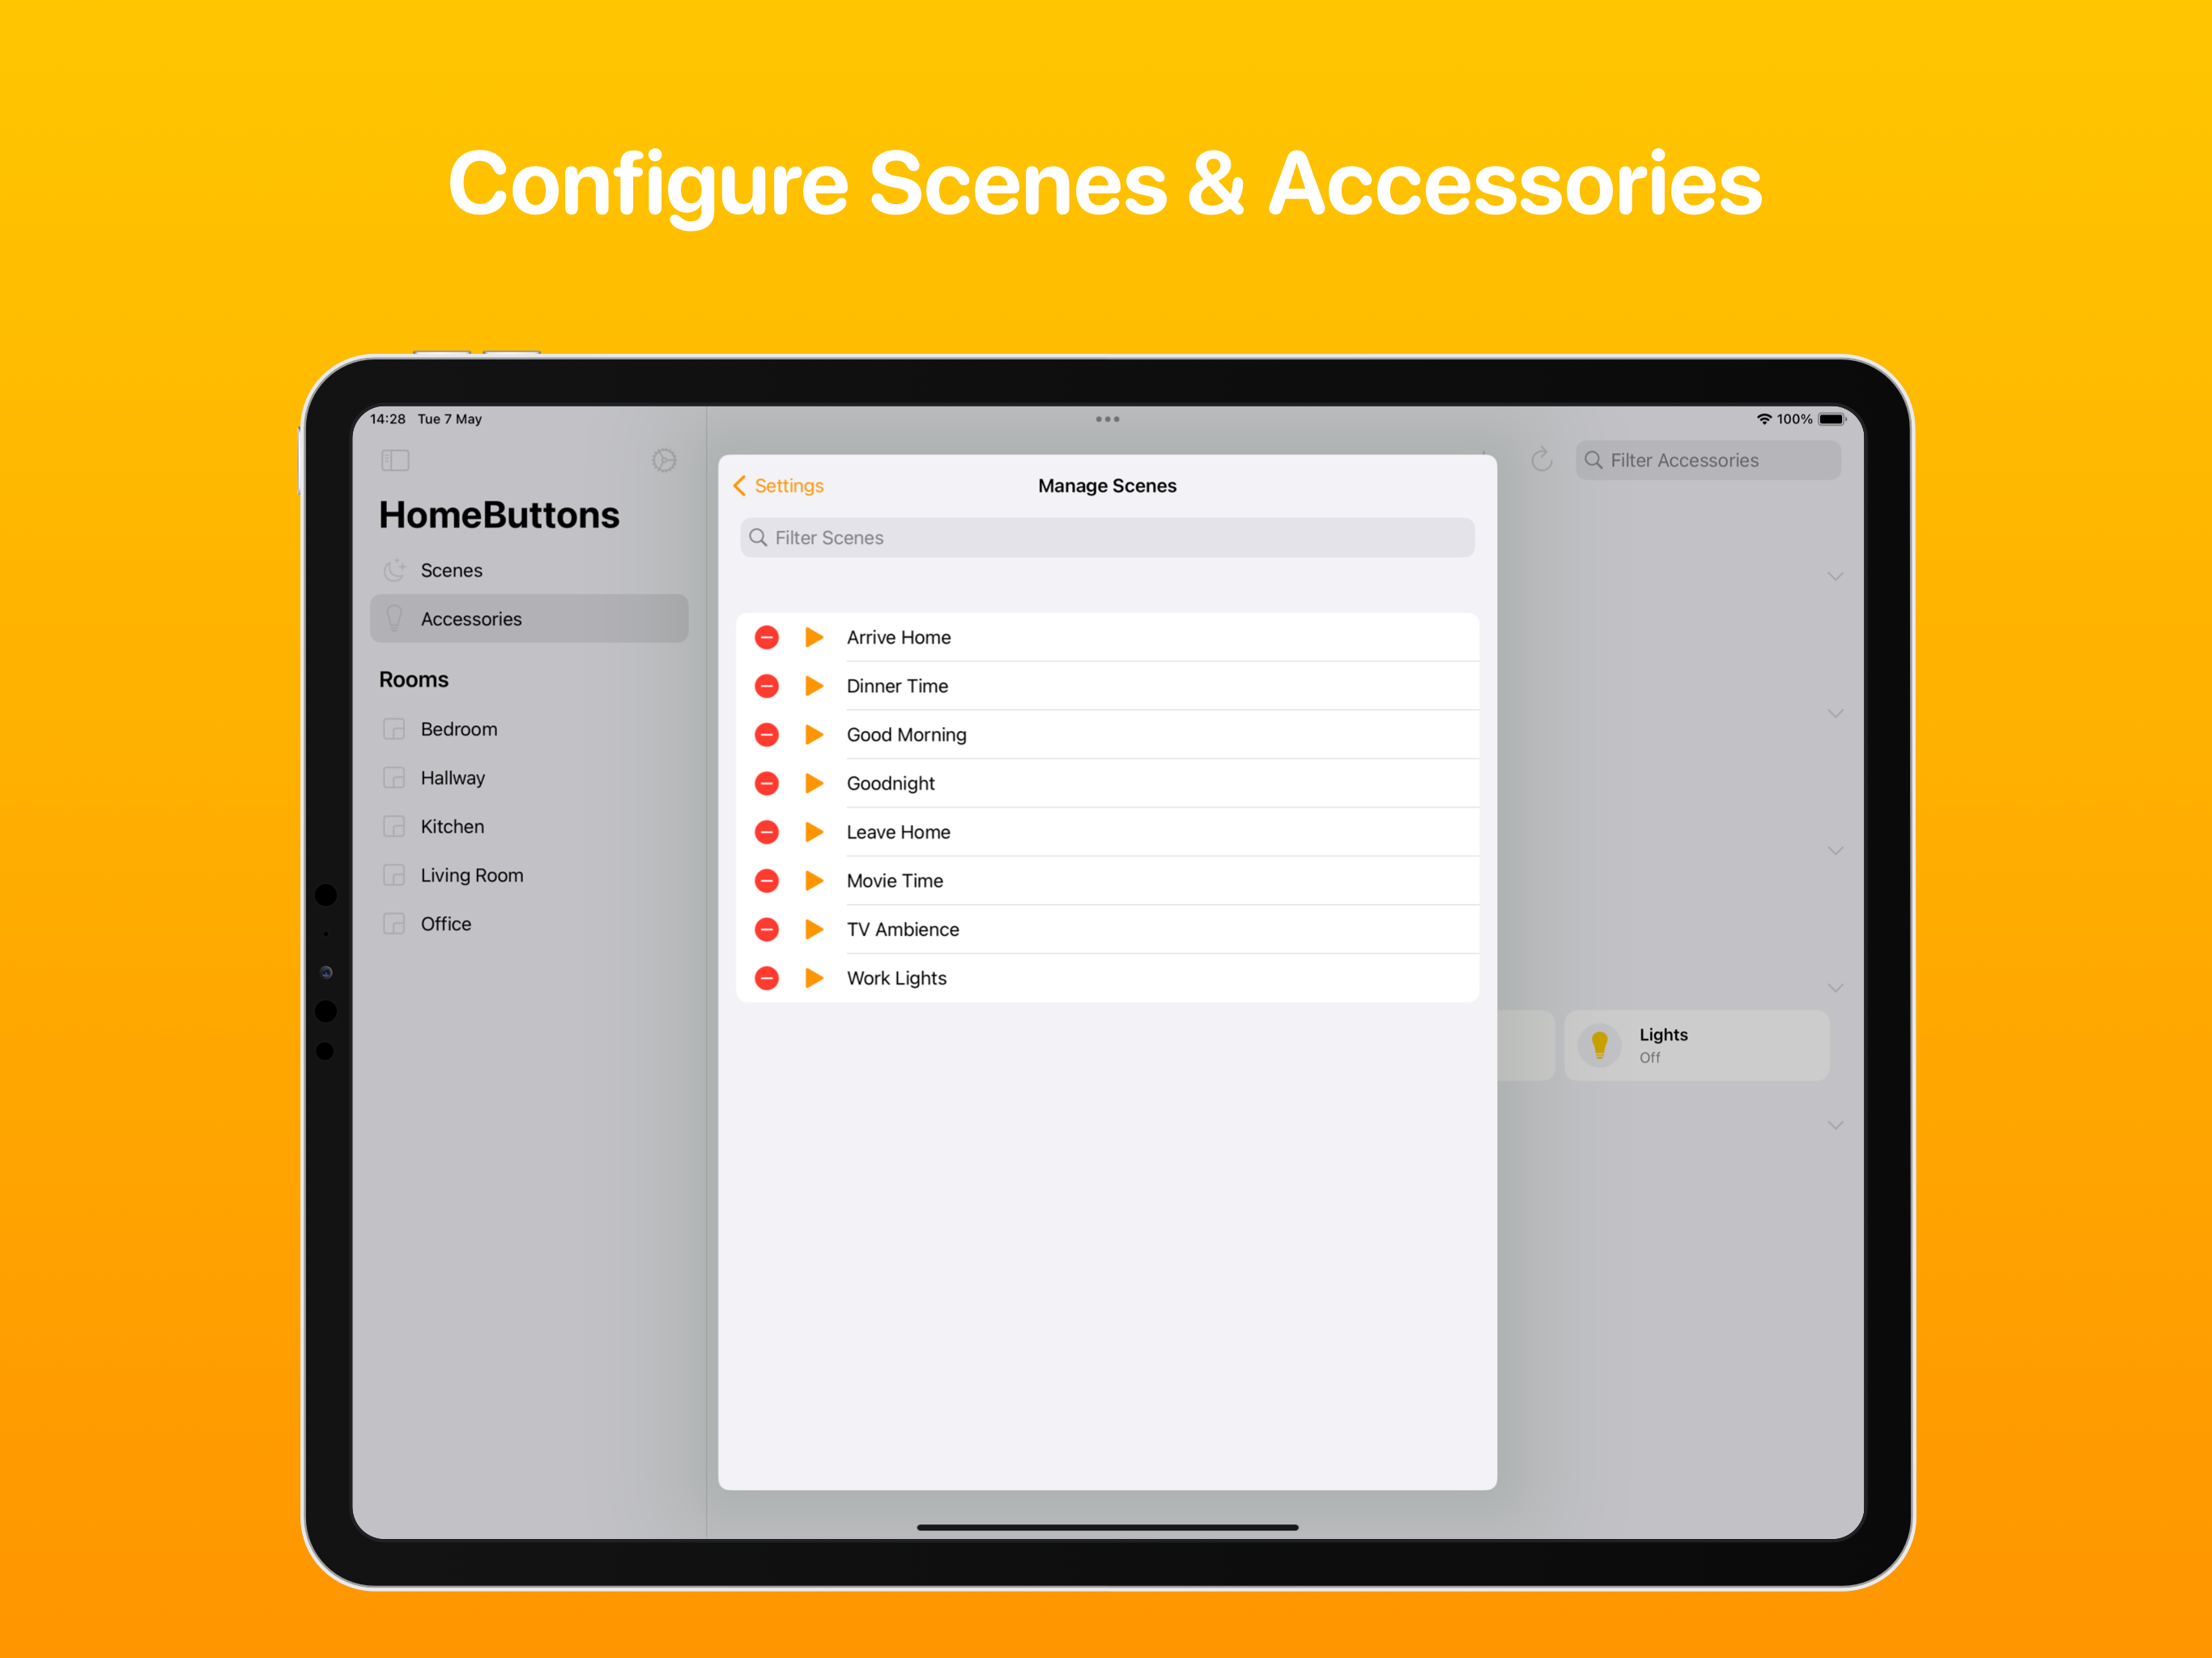 Configure Scenes & Accessories
14:28 Tue 7 May
100%
HomeButtons
Scenes
Accessories
Rooms
Bedroom
Hallway
Kitchen
Living Room
Office
Settings
Manage Scenes
Filter Scenes
Arrive Home
Dinner Time
Good Morning
Goodnight
Leave Home
Movie Time
TV Ambience
Work Lights
Filter Accessories
Lights
Off